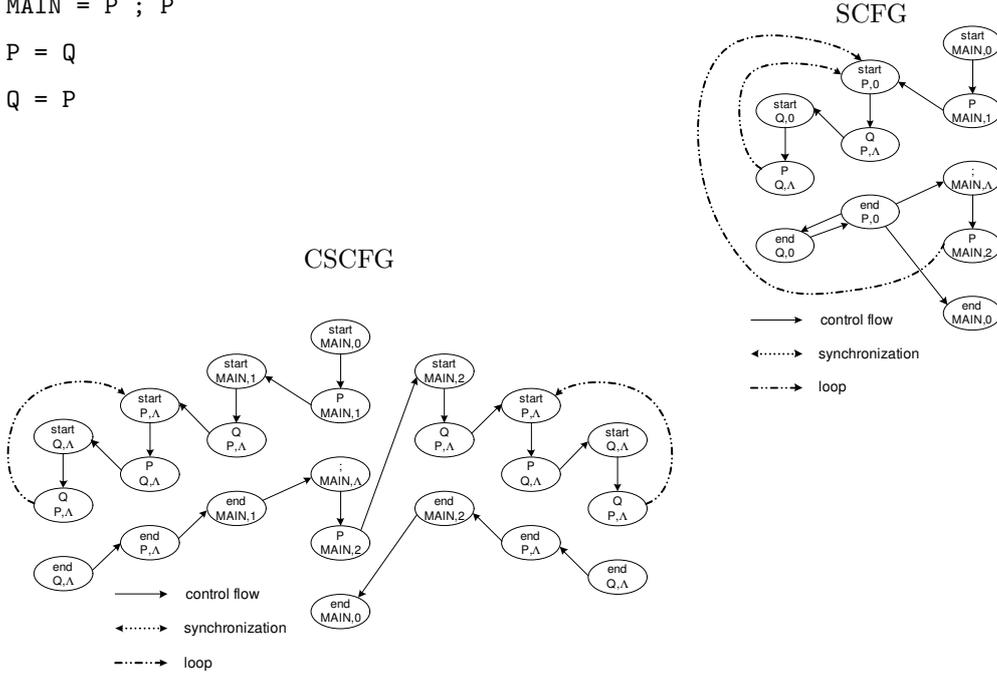 MAIN = P ; P
P = Q
Q = P
SCFG
start
MAIN,0
start
P,0
P
MAIN,1
start
Q,0
Q
P,Λ
P
Q,Λ
;
MAIN,Λ
end
P,0
end
Q,0
P
MAIN,2
end
MAIN,0
control flow
synchronization
loop
CSCFG
start
MAIN,0
start
MAIN,1
P
MAIN,1
start
P,Λ
Q
P,Λ
start
Q,Λ
P
Q,Λ
Q
P,Λ
;
MAIN,Λ
end
MAIN,1
end
P,Λ
end
Q,Λ
P
MAIN,2
end
MAIN,0
start
MAIN,2
Q
P,Λ
start
P,Λ
P
Q,Λ
start
Q,Λ
Q
P,Λ
end
MAIN,2
end
P,Λ
end
Q,Λ
control flow
synchronization
loop